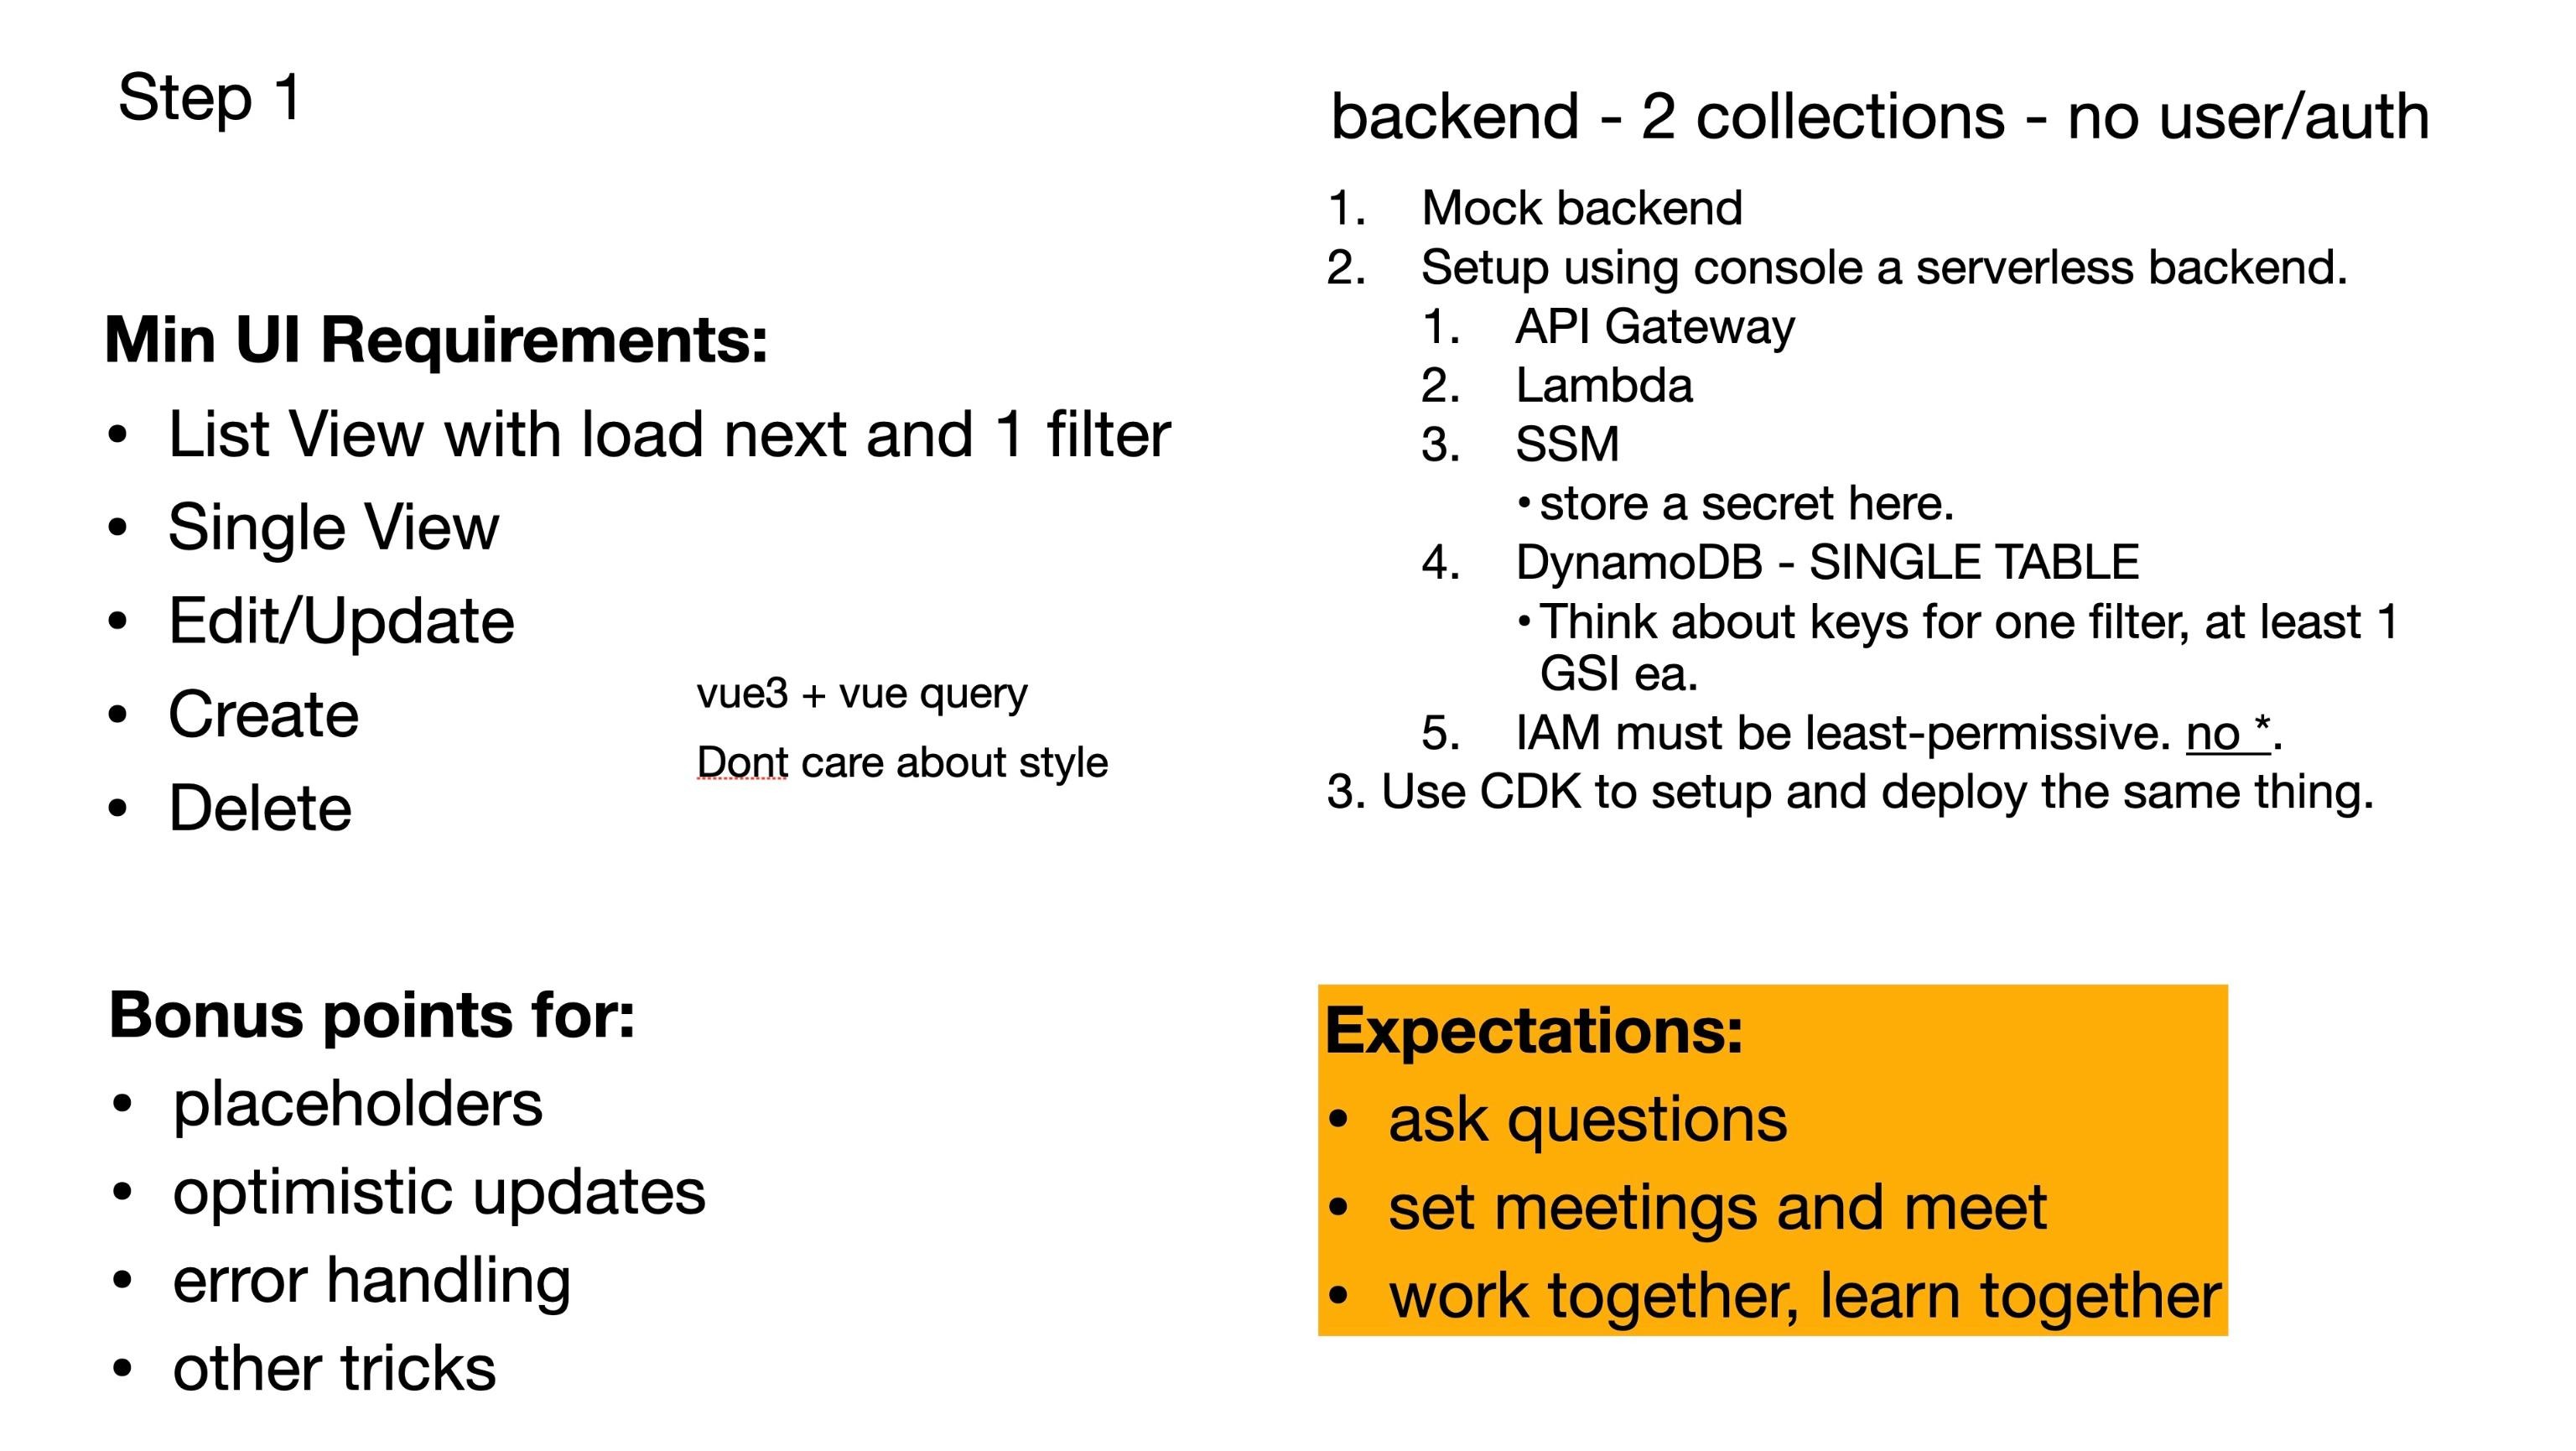 Step 1
Min UI Requirements:
• List View with load next and 1 filter
• Single View
• Edit/Update
• Create
• Delete
vue3 + vue query
Dont care about style
Bonus points for:
• placeholders
• optimistic updates
• error handling
• other tricks
backend - 2 collections - no user/auth
1. Mock backend
2. Setup using console a serverless backend.
1. API Gateway
2. Lambda
3. SSM
• store a secret here.
4. DynamoDB - SINGLE TABLE
• Think about keys for one filter, at least 1
GSI ea.
5. IAM must be least-permissive. no *.
3. Use CDK to setup and deploy the same thing.
Expectations:
• ask questions
• set meetings and meet
• work together, learn together